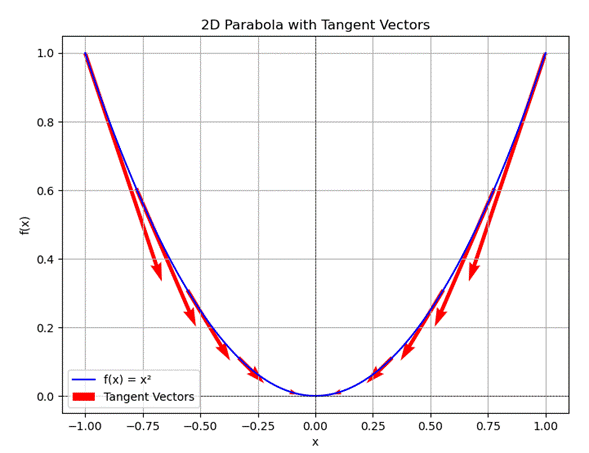 2D Parabola with Tangent Vectors
f(x)
1.0
0.8
0.6
0.4
0.2
0.0
f(x) = x²
Tangent Vectors
−1.00 −0.75 −0.50 −0.25 0.00 0.25 0.50 0.75 1.00
x